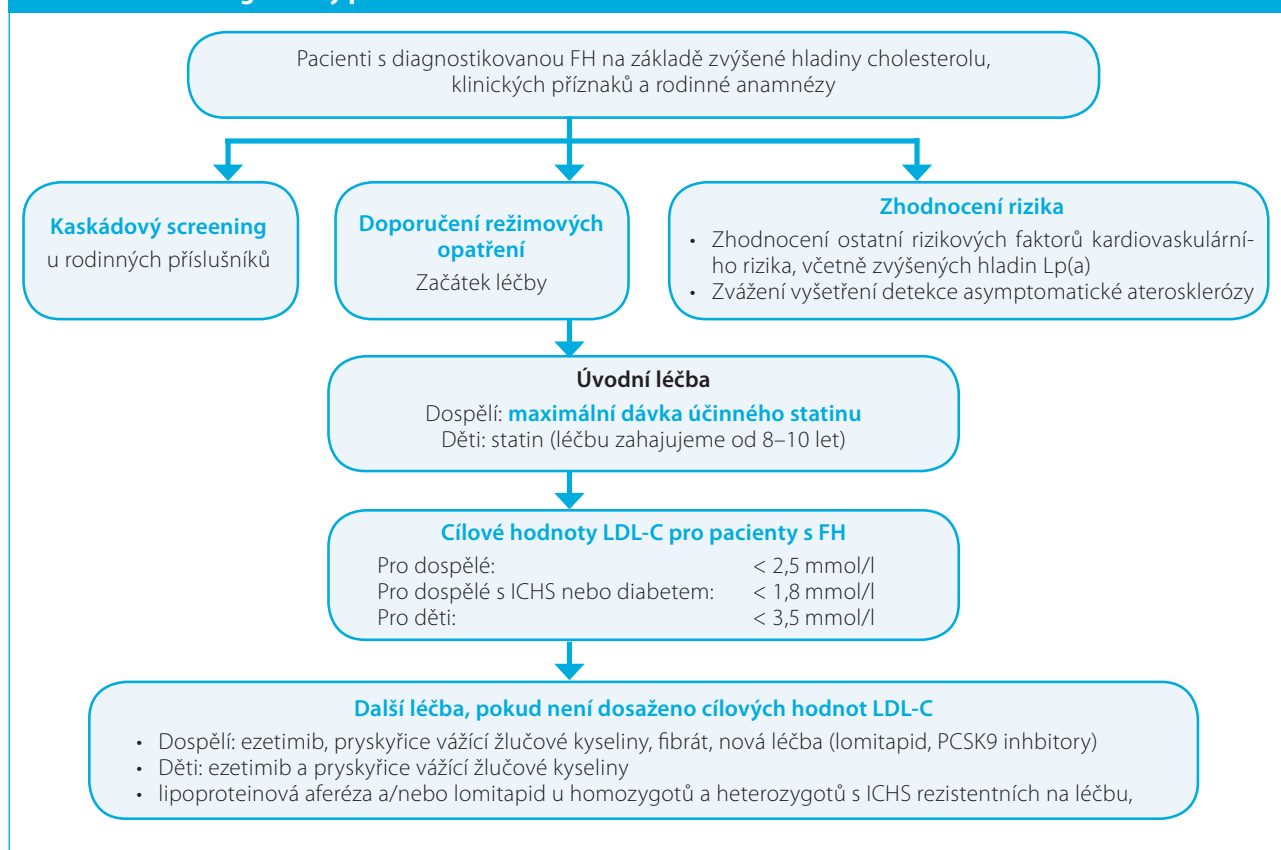 Pacienti s diagnostikovanou FH na základě zvýšené hladiny cholesterolu,
klinických příznaků a rodinné anamnézy
Kaskádový screening
u rodinných příslušníků
Doporučení režimových
opatření
Začátek léčby
Zhodnocení rizika
• Zhodnocení ostatní rizikových faktorů kardiovaskulární-
ho rizika, včetně zvýšených hladin Lp(a)
• Zvážení vyšetření detekce asymptomatické aterosklerózy
Úvodní léčba
Dospělí: maximální dávka účinného statinu
Děti: statin (léčbu zahajujeme od 8–10 let)
Cílové hodnoty LDL-C pro pacienty s FH
Pro dospělé: < 2,5 mmol/l
Pro dospělé s ICHS nebo diabetem: < 1,8 mmol/l
Pro děti: < 3,5 mmol/l
Další léčba, pokud není dosaženo cílových hodnot LDL-C
• Dospělí: ezetimib, pryskyřice vážící žlučové kyseliny, fibrát, nová léčba (lomitapid, PCSK9 inhbitory)
• Děti: ezetimib a pryskyřice vážící žlučové kyseliny
• lipoproteinová aferéza a/nebo lomitapid u homozygotů a heterozygotů s ICHS rezistentních na léčbu,